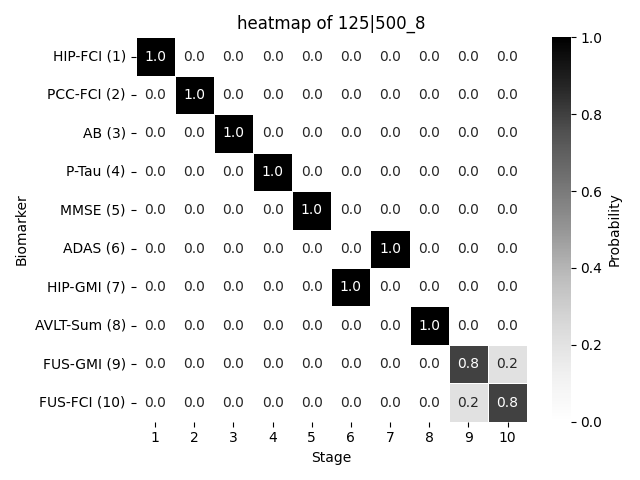 heatmap of 125|500_8
HIP-FCI (1) 1.0 0.0 0.0 0.0 0.0 0.0 0.0 0.0 0.0 0.0
PCC-FCI (2) 0.0 1.0 0.0 0.0 0.0 0.0 0.0 0.0 0.0 0.0
AB (3) 0.0 0.0 1.0 0.0 0.0 0.0 0.0 0.0 0.0 0.0
P-Tau (4) 0.0 0.0 0.0 1.0 0.0 0.0 0.0 0.0 0.0 0.0
MMSE (5) 0.0 0.0 0.0 0.0 1.0 0.0 0.0 0.0 0.0 0.0
ADAS (6) 0.0 0.0 0.0 0.0 0.0 0.0 1.0 0.0 0.0 0.0
HIP-GMI (7) 0.0 0.0 0.0 0.0 0.0 1.0 0.0 0.0 0.0 0.0
AVLT-Sum (8) 0.0 0.0 0.0 0.0 0.0 0.0 0.0 1.0 0.0 0.0
FUS-GMI (9) 0.0 0.0 0.0 0.0 0.0 0.0 0.0 0.0 0.8 0.2
FUS-FCI (10) 0.0 0.0 0.0 0.0 0.0 0.0 0.0 0.0 0.2 0.8
1 2 3 4 5 6 7 8 9 10
Stage
Biomarker
1.0
0.8
0.6
0.4
0.2
0.0
Probability